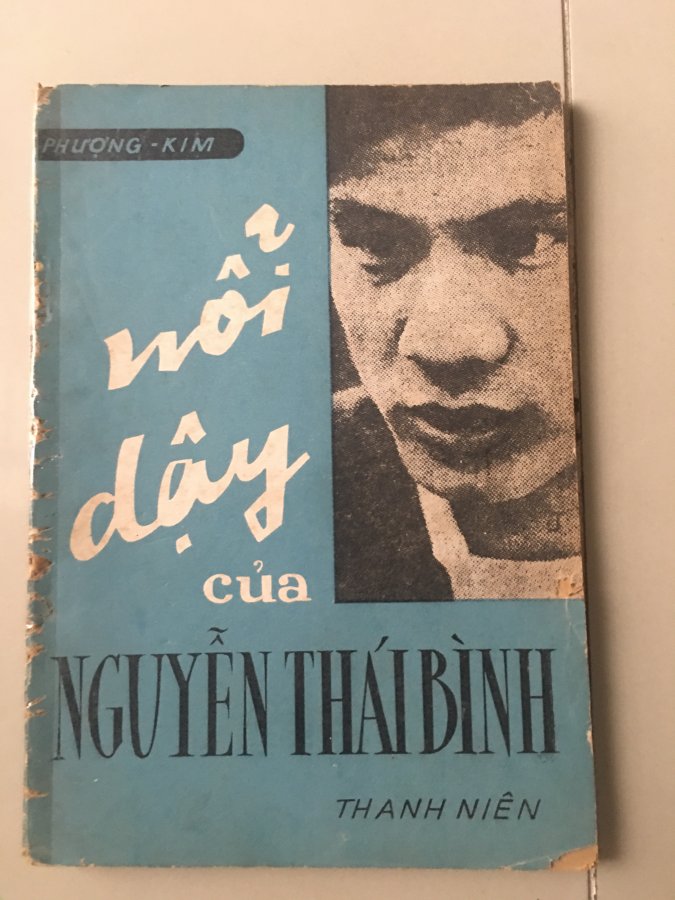 PHƯỢNG - KIM
nổi
dậy
của
NGUYỄN THÁI BÌNH
THANH NIÊN